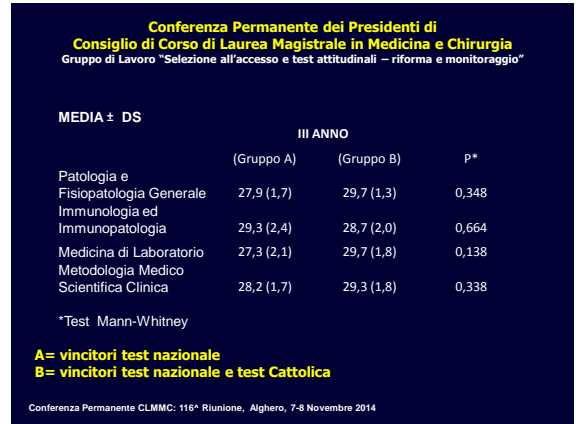 Conferenza Permanente dei Presidenti di
Consiglio di Corso di Laurea Magistrale in Medicina e Chirurgia
Gruppo di Lavoro “Selezione all’accesso e test attitudinali – riforma e monitoraggio”
MEDIA ± DS
III ANNO
(Gruppo A) (Gruppo B) P*
Patologia e
Fisiopatologia Generale 27,9 (1,7) 29,7 (1,3) 0,348
Immunologia ed
Immunopatologia 29,3 (2,4) 28,7 (2,0) 0,664
Medicina di Laboratorio 27,3 (2,1) 29,7 (1,8) 0,138
Metodologia Medico
Scientifica Clinica 28,2 (1,7) 29,3 (1,8) 0,338
*Test Mann-Whitney
A= vincitori test nazionale
B= vincitori test nazionale e test Cattolica
Conferenza Permanente CLMMC: 116^ Riunione, Alghero, 7-8 Novembre 2014